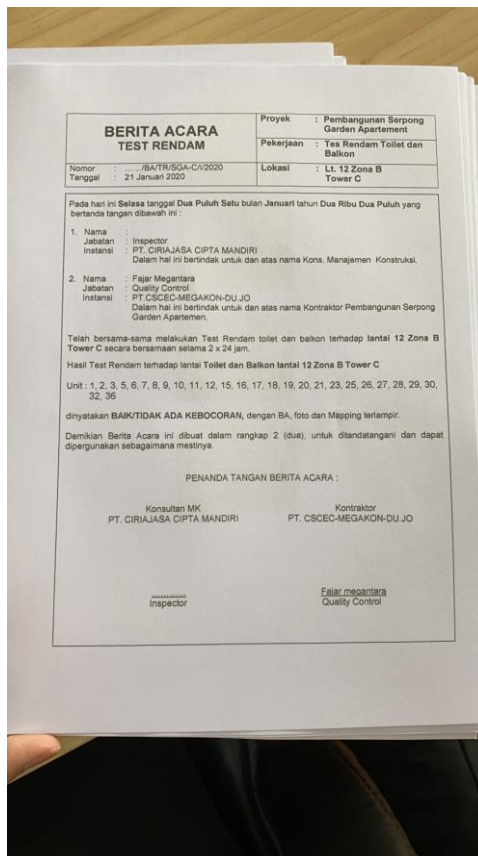 BERITA ACARA
TEST RENDAM
Proyek : Pembangunan Serpong
Garden Apartement
Pekerjaan : Tes Rendam Toilet dan
Balkon
Nomor : ....../BA/TR/SGA-C/I/2020
Tanggal : 21 Januari 2020
Lokasi : Lt. 12 Zona B
Tower C
Pada hari ini Selasa tanggal Dua Puluh Satu bulan Januari tahun Dua Ribu Dua Puluh yang
bertanda tangan dibawah ini :
1. Nama :
Jabatan : Inspector
Instansi : PT. CIRIAJASA CIPTA MANDIRI
Dalam hal ini bertindak untuk dan atas nama Kons. Manajemen Konstruksi.
2. Nama : Fajar Megantara
Jabatan : Quality Control
Instansi : PT.CSCEC-MEGAKON-DU.JO
Dalam hal ini bertindak untuk dan atas nama Kontraktor Pembangunan Serpong
Garden Apartemen.
Telah bersama-sama melakukan Test Rendam toilet dan balkon terhadap lantai 12 Zona B
Tower C secara bersamaan selama 2 x 24 jam.
Hasil Test Rendam terhadap lantai Toilet dan Balkon lantai 12 Zona B Tower C
Unit : 1, 2, 3, 5, 6, 7, 8, 9, 10, 11, 12, 15, 16, 17, 18, 19, 20, 21, 23, 25, 26, 27, 28, 29, 30,
32, 36
dinyatakan BAIK/TIDAK ADA KEBOCORAN, dengan BA, foto dan Mapping terlampir.
Demikian Berita Acara ini dibuat dalam rangkap 2 (dua), untuk ditandatangani dan dapat
dipergunakan sebagaimana mestinya.
PENANDA TANGAN BERITA ACARA :
Konsultan MK
PT. CIRIAJASA CIPTA MANDIRI
Kontraktor
PT. CSCEC-MEGAKON-DU.JO
............
Inspector
Fajar megantara
Quality Control